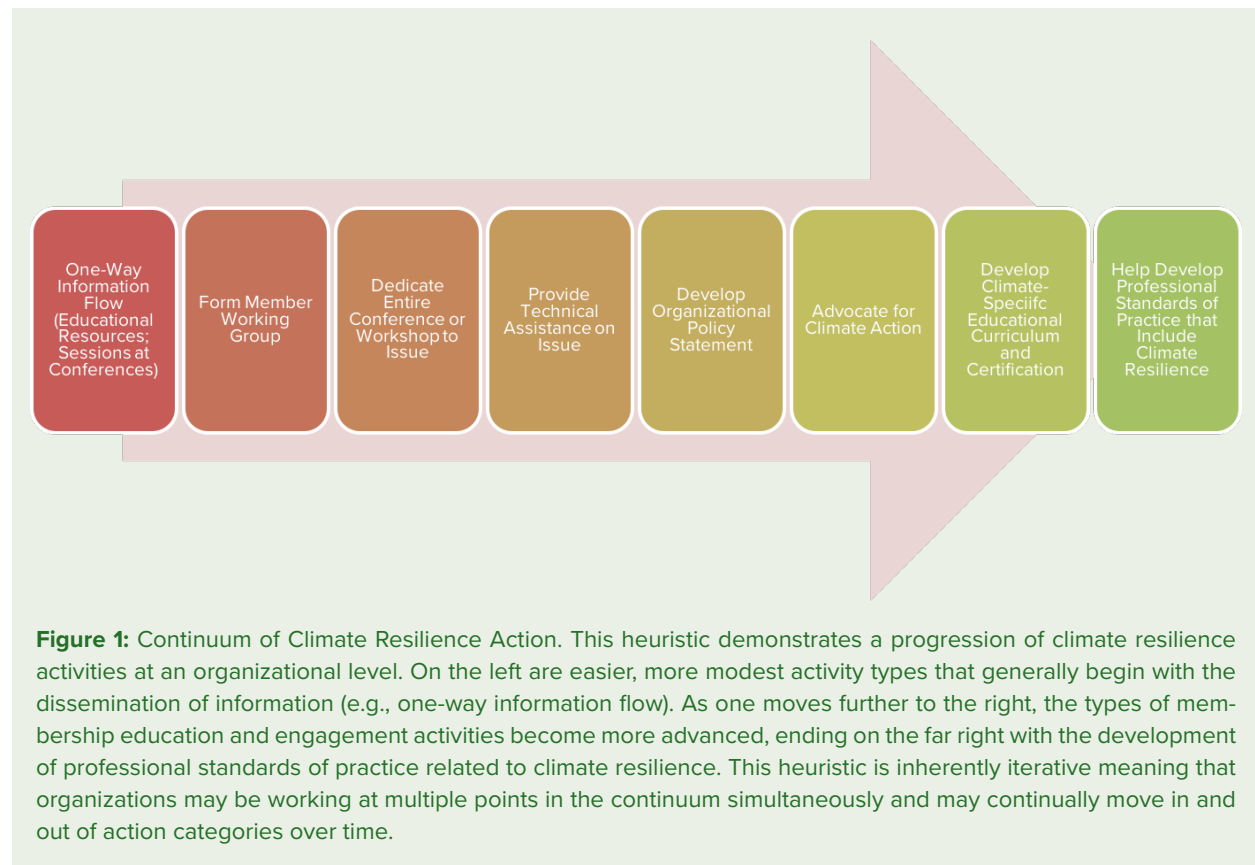 One-Way
Information
Flow
(Educational
Resources;
Sessions at
Conferences)
Form Member
Working
Group
Dedicate
Entire
Conference or
Workshop to
Issue
Provide
Technical
Assistance on
Issue
Develop
Organizational
Policy
Statement
Advocate for
Climate Action
Develop
Climate-
Speciifc
Educational
Curriculum
and
Certification
Help Develop
Professional
Standards of
Practice that
Include
Climate
Resilience
Figure 1: Continuum of Climate Resilience Action. This heuristic demonstrates a progression of climate resilience
activities at an organizational level. On the left are easier, more modest activity types that generally begin with the
dissemination of information (e.g., one-way information flow). As one moves further to the right, the types of mem-
bership education and engagement activities become more advanced, ending on the far right with the development
of professional standards of practice related to climate resilience. This heuristic is inherently iterative meaning that
organizations may be working at multiple points in the continuum simultaneously and may continually move in and
out of action categories over time.